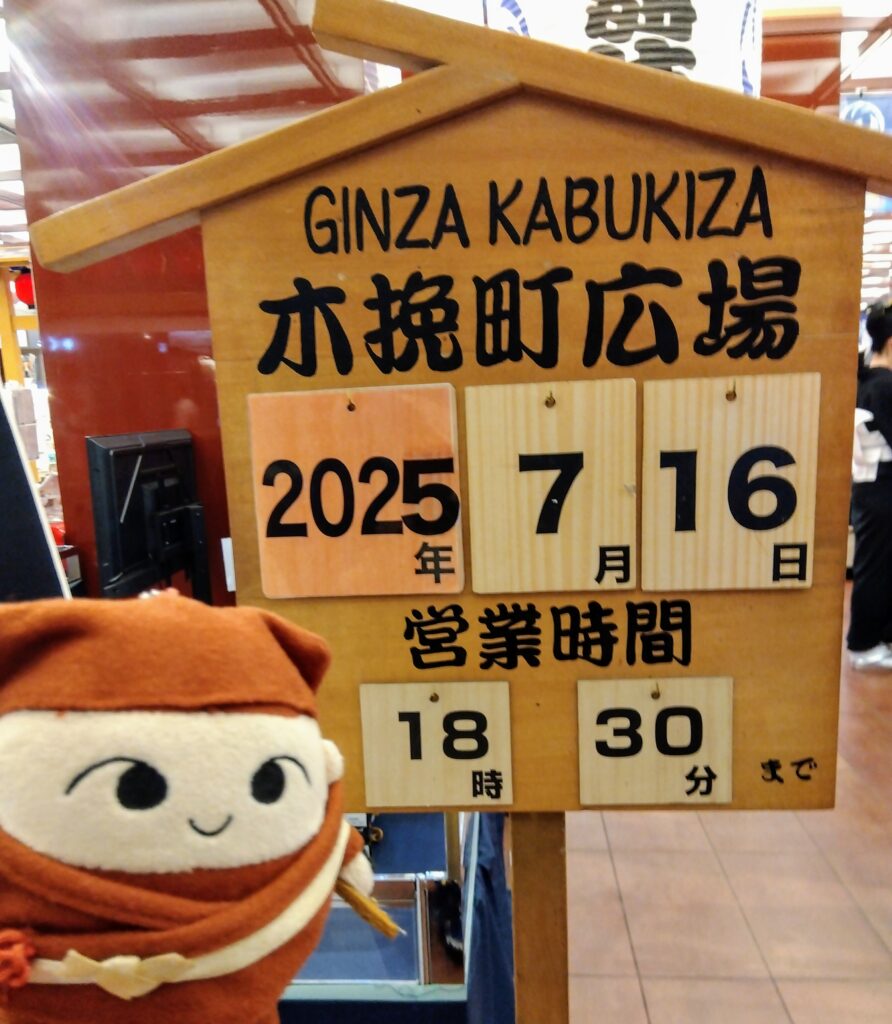 GINZA KABUKIZA
木挽町広場
2025年 7月 16日
営業時間
18時 30分 まで